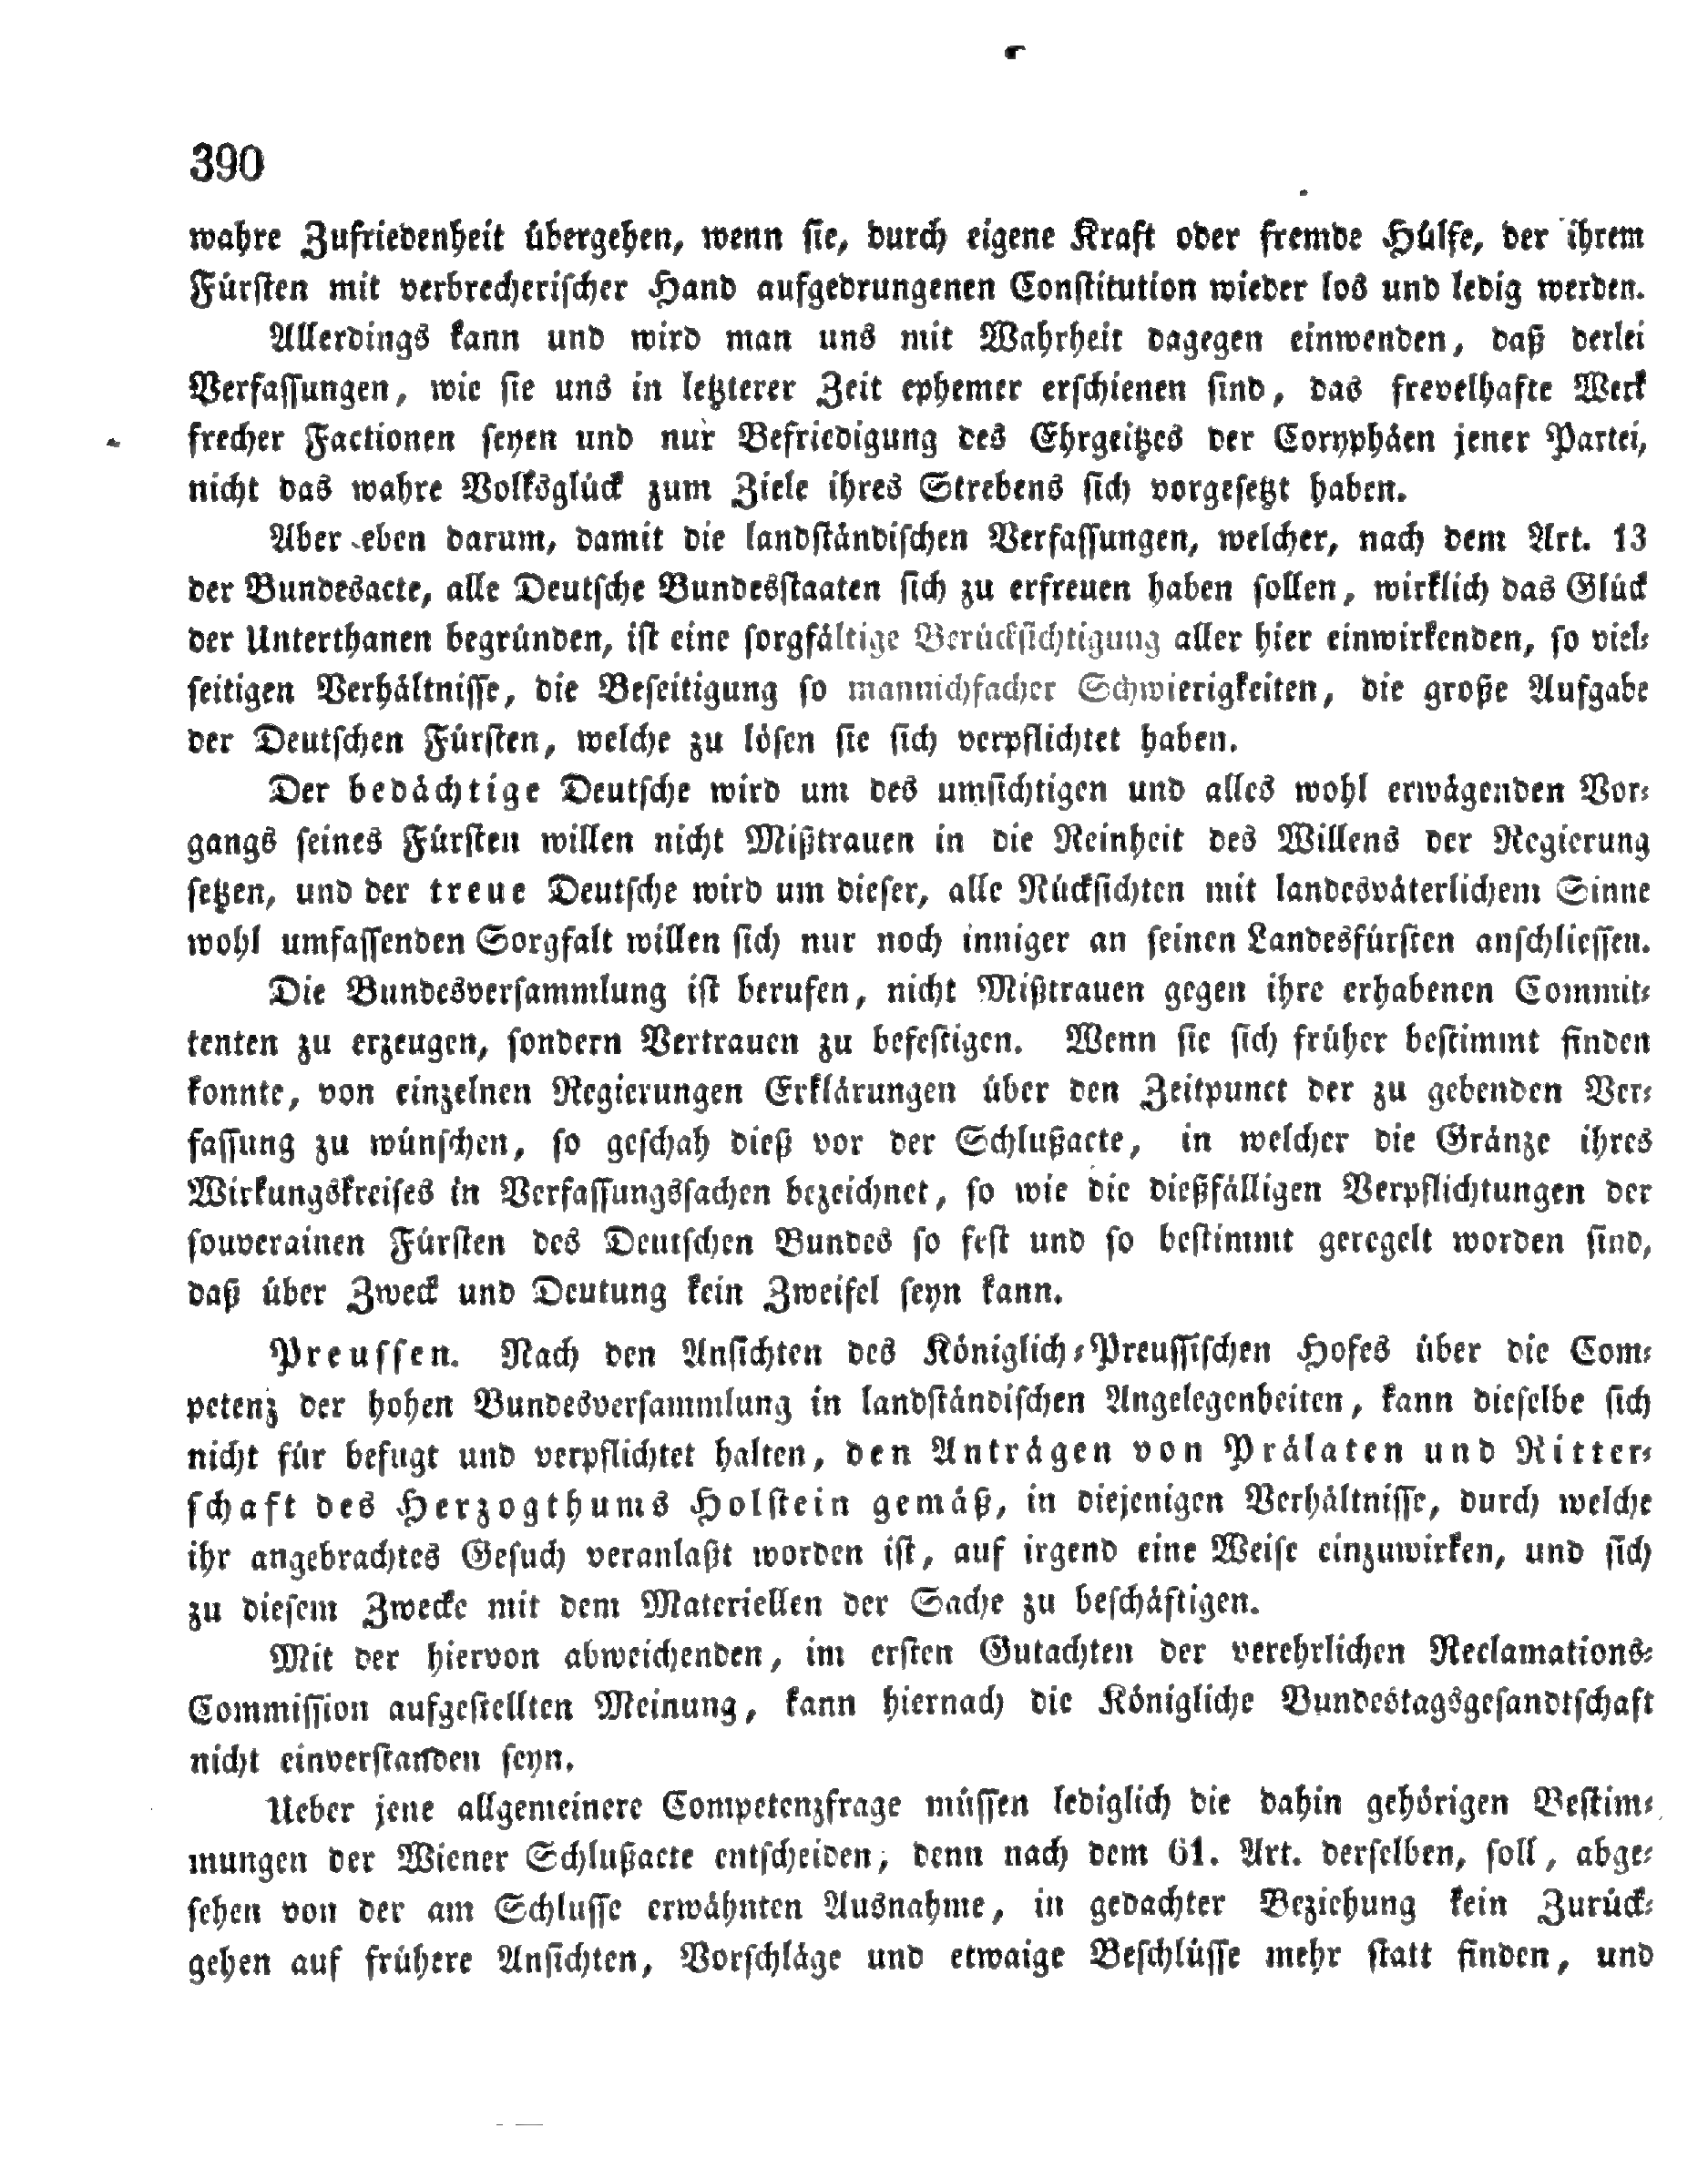 390
wahre Zufriedenheit übergehen, wenn sie, durch eigene Kraft oder fremde Hülfe, der ihrem
Fürsten mit verbrecherischer Hand aufgedrungenen Constitution wieder los und ledig werden.
Allerdings kann und wird man uns mit Wahrheit dagegen einwenden, daß derlei
Verfassungen, wie sie uns in letzterer Zeit ephemer erschienen sind, das frevelhafte Werk
frecher Factionen seyen und nur Befriedigung des Ehrgeitzes der Coryphäen jener Partei,
nicht das wahre Volksglück zum Ziele ihres Strebens sich vorgesetzt haben.
Aber eben darum, damit die landständischen Verfassungen, welcher, nach dem Art. 13
der Bundesacte, alle Deutsche Bundesstaaten sich zu erfreuen haben sollen, wirklich das Glück
der Unterthanen begründen, ist eine sorgfältige Berücksichtigung aller hier einwirkenden, so viel-
seitigen Verhältnisse, die Beseitigung so mannichfacher Schwierigkeiten, die große Aufgabe
der Deutschen Fürsten, welche zu lösen sie sich verpflichtet haben.
Der bedächtige Deutsche wird um des umsichtigen und alles wohl erwägenden Vor-
gangs seines Fürsten willen nicht Mißtrauen in die Reinheit des Willens der Regierung
setzen, und der treue Deutsche wird um dieser, alle Rücksichten mit landesväterlichem Sinne
wohl umfassenden Sorgfalt willen sich nur noch inniger an seinen Landesfürsten anschliessen.
Die Bundesversammlung ist berufen, nicht Mißtrauen gegen ihre erhabenen Commit-
tenten zu erzeugen, sondern Vertrauen zu befestigen. Wenn sie sich früher bestimmt finden
konnte, von einzelnen Regierungen Erklärungen über den Zeitpunct der zu gebenden Ver-
fassung zu wünschen, so geschah dieß vor der Schlußacte, in welcher die Gränze ihres
Wirkungskreises in Verfassungssachen bezeichnet, so wie die dießfälligen Verpflichtungen der
souverainen Fürsten des Deutschen Bundes so fest und so bestimmt geregelt worden sind,
daß über Zweck und Deutung kein Zweifel seyn kann.
Preussen. Nach den Ansichten des Königlich-Preussischen Hofes über die Com-
petenz der hohen Bundesversammlung in landständischen Angelegenheiten, kann dieselbe sich
nicht für befugt und verpflichtet halten, den Anträgen von Prälaten und Ritter-
schaft des Herzogthums Holstein gemäß, in diejenigen Verhältnisse, durch welche
ihr angebrachtes Gesuch veranlaßt worden ist, auf irgend eine Weise einzuwirken, und sich
zu diesem Zwecke mit dem Materiellen der Sache zu beschäftigen.
Mit der hiervon abweichenden, im ersten Gutachten der verehrlichen Reclamations-
Commission aufgestellten Meinung, kann hiernach die Königliche Bundestagsgesandtschaft
nicht einverstanden seyn.
Ueber jene allgemeinere Competenzfrage müssen lediglich die dahin gehörigen Bestim-
mungen der Wiener Schlußacte entscheiden; denn nach dem 61. Art. derselben, soll, abge-
sehen von der am Schlusse erwähnten Ausnahme, in gedachter Beziehung kein Zurück-
gehen auf frühere Ansichten, Vorschläge und etwaige Beschlüsse mehr statt finden, und